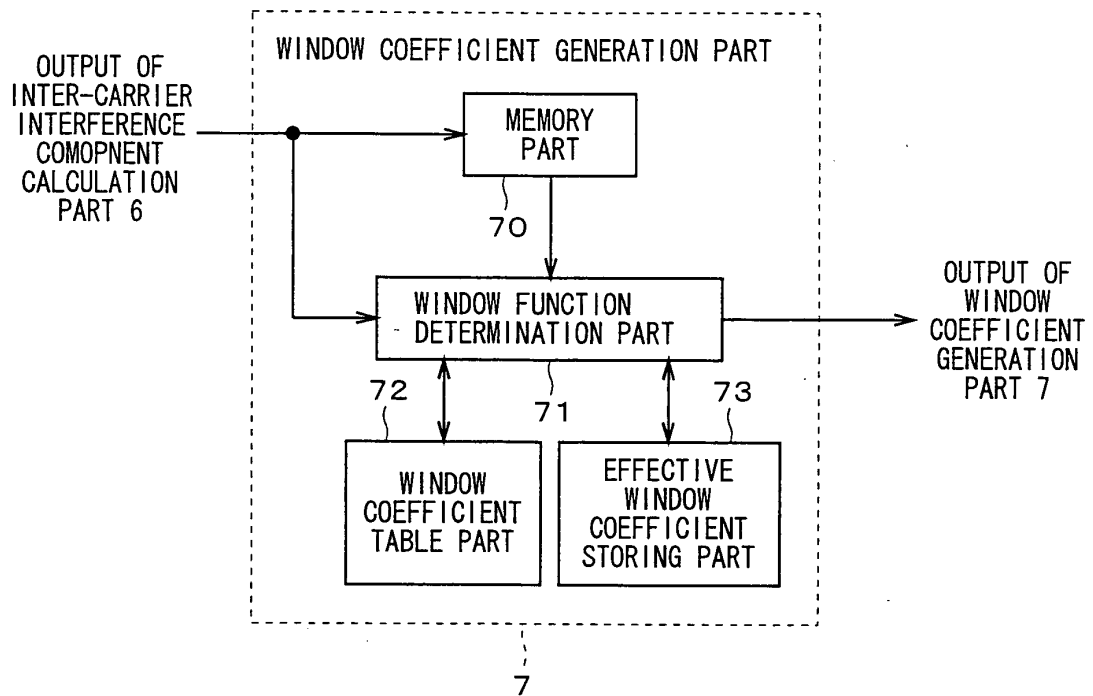 WINDOW COEFFICIENT GENERATION PART
OUTPUT OF
INTER-CARRIER
INTERFERENCE
COMOPNENT
CALCULATION
PART 6
MEMORY
PART
70
WINDOW FUNCTION
DETERMINATION PART
71
OUTPUT OF
WINDOW
COEFFICIENT
GENERATION
PART 7
72
WINDOW
COEFFICIENT
TABLE PART
73
EFFECTIVE
WINDOW
COEFFICIENT
STORING PART
7